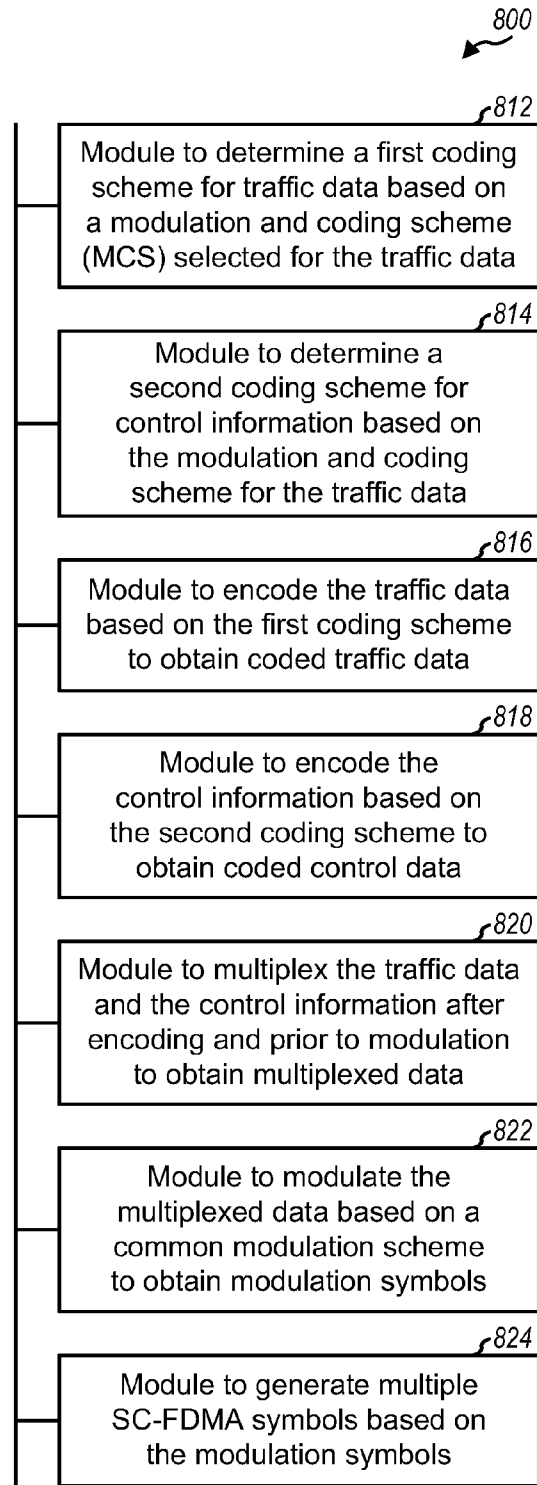 800
812
Module to determine a first coding
scheme for traffic data based on
a modulation and coding scheme
(MCS) selected for the traffic data
814
Module to determine a
second coding scheme for
control information based on
the modulation and coding
scheme for the traffic data
816
Module to encode the traffic data
based on the first coding scheme
to obtain coded traffic data
818
Module to encode the
control information based on
the second coding scheme to
obtain coded control data
820
Module to multiplex the traffic data
and the control information after
encoding and prior to modulation
to obtain multiplexed data
822
Module to modulate the
multiplexed data based on a
common modulation scheme
to obtain modulation symbols
824
Module to generate multiple
SC-FDMA symbols based on
the modulation symbols